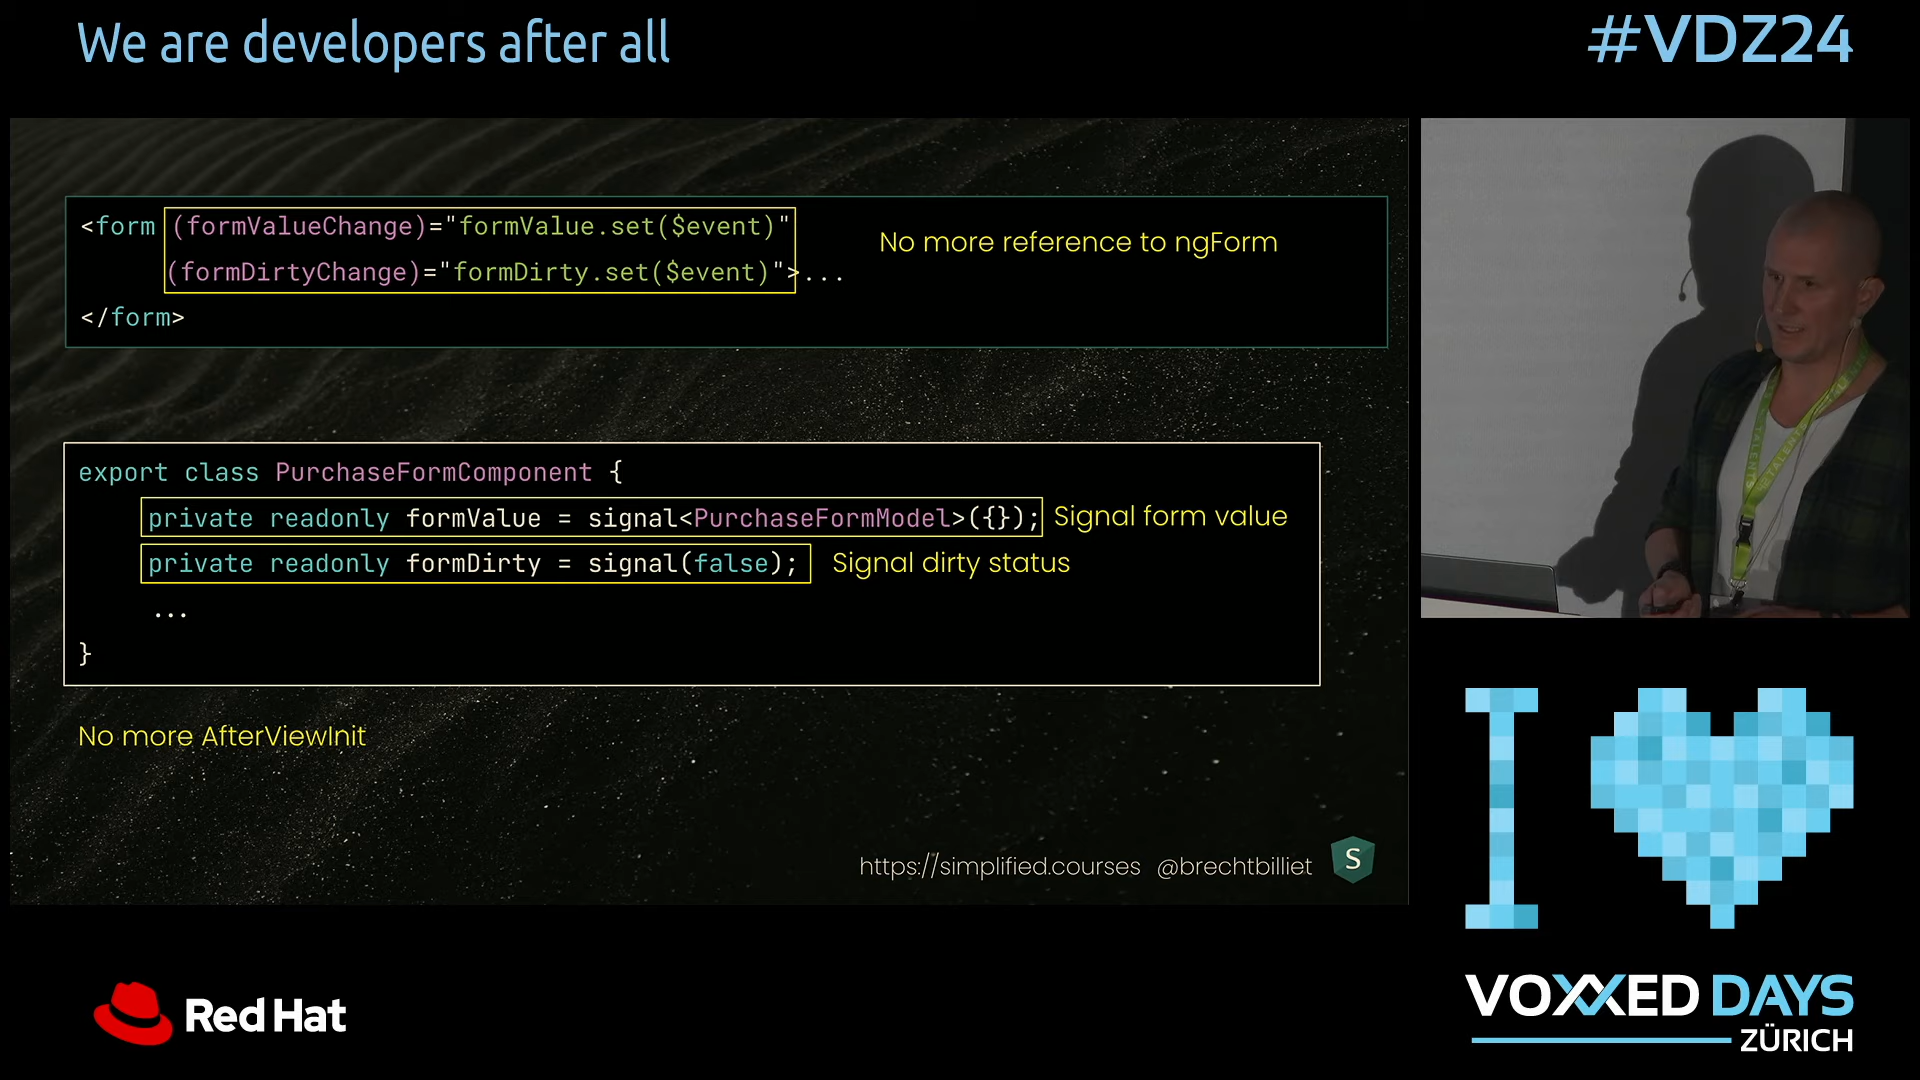 We are developers after all
#VDZ24
<form (formValueChange)="formValue.set($event)"
(formDirtyChange)="formDirty.set($event)">...
</form>
No more reference to ngForm
export class PurchaseFormComponent {
private readonly formValue = signal<PurchaseFormModel>({}); Signal form value
private readonly formDirty = signal(false); Signal dirty status
...
}
No more AfterViewInit
https://simplified.courses @brechtbilliet S
TALENT
I
Red Hat
VOXXED DAYS
ZÜRICH